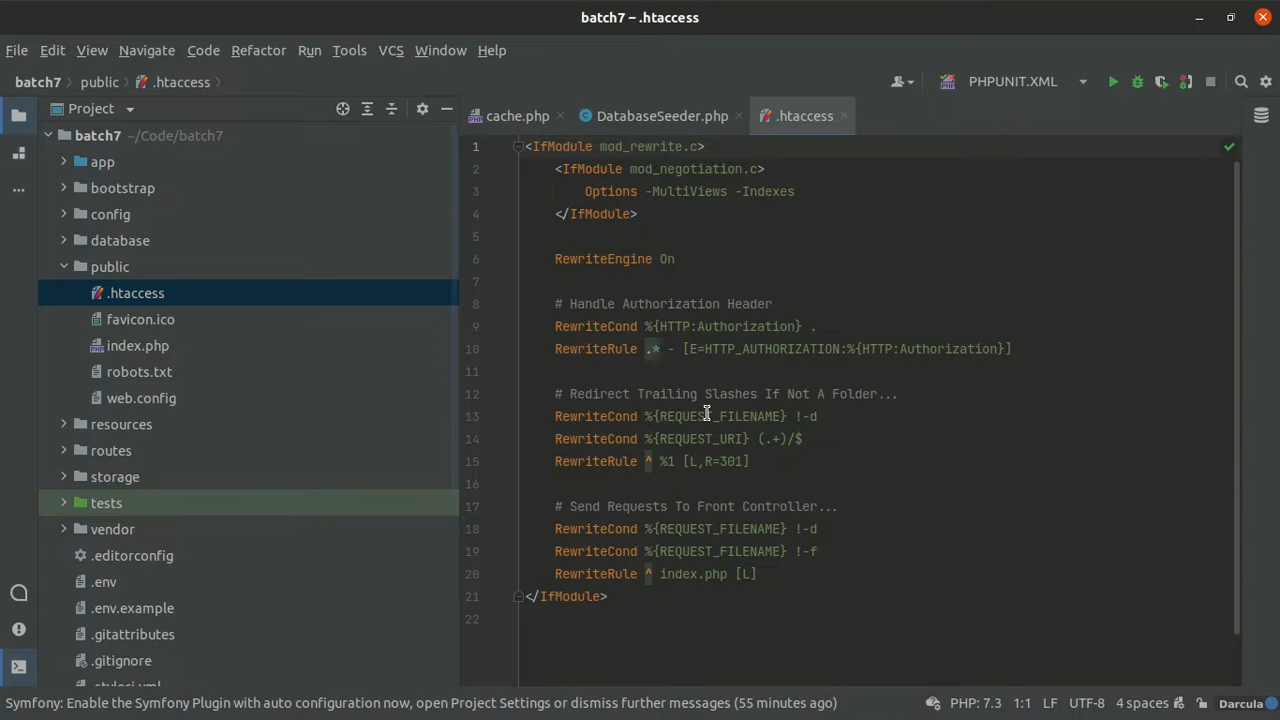 batch7 – .htaccess
File Edit View Navigate Code Refactor Run Tools VCS Window Help
batch7 public .htaccess PHPUNIT.XML
Project
cache.php DatabaseSeeder.php .htaccess
batch7 ~/Code/batch7
app
bootstrap
config
database
public
.htaccess
favicon.ico
index.php
robots.txt
web.config
resources
routes
storage
tests
vendor
.editorconfig
.env
.env.example
.gitattributes
.gitignore
.styleci.yml
1 <IfModule mod_rewrite.c>
2 <IfModule mod_negotiation.c>
3 Options -MultiViews -Indexes
4 </IfModule>
5
6 RewriteEngine On
7
8 # Handle Authorization Header
9 RewriteCond %{HTTP:Authorization} .
10 RewriteRule .* - [E=HTTP_AUTHORIZATION:%{HTTP:Authorization}]
11
12 # Redirect Trailing Slashes If Not A Folder...
13 RewriteCond %{REQUEST_FILENAME} !-d
14 RewriteCond %{REQUEST_URI} (.+)/$
15 RewriteRule ^ %1 [L,R=301]
16
17 # Send Requests To Front Controller...
18 RewriteCond %{REQUEST_FILENAME} !-d
19 RewriteCond %{REQUEST_FILENAME} !-f
20 RewriteRule ^ index.php [L]
21 </IfModule>
22
Symfony: Enable the Symfony Plugin with auto configuration now, open Project Settings or dismiss further messages (55 minutes ago) PHP: 7.3 1:1 LF UTF-8 4 spaces Darcula